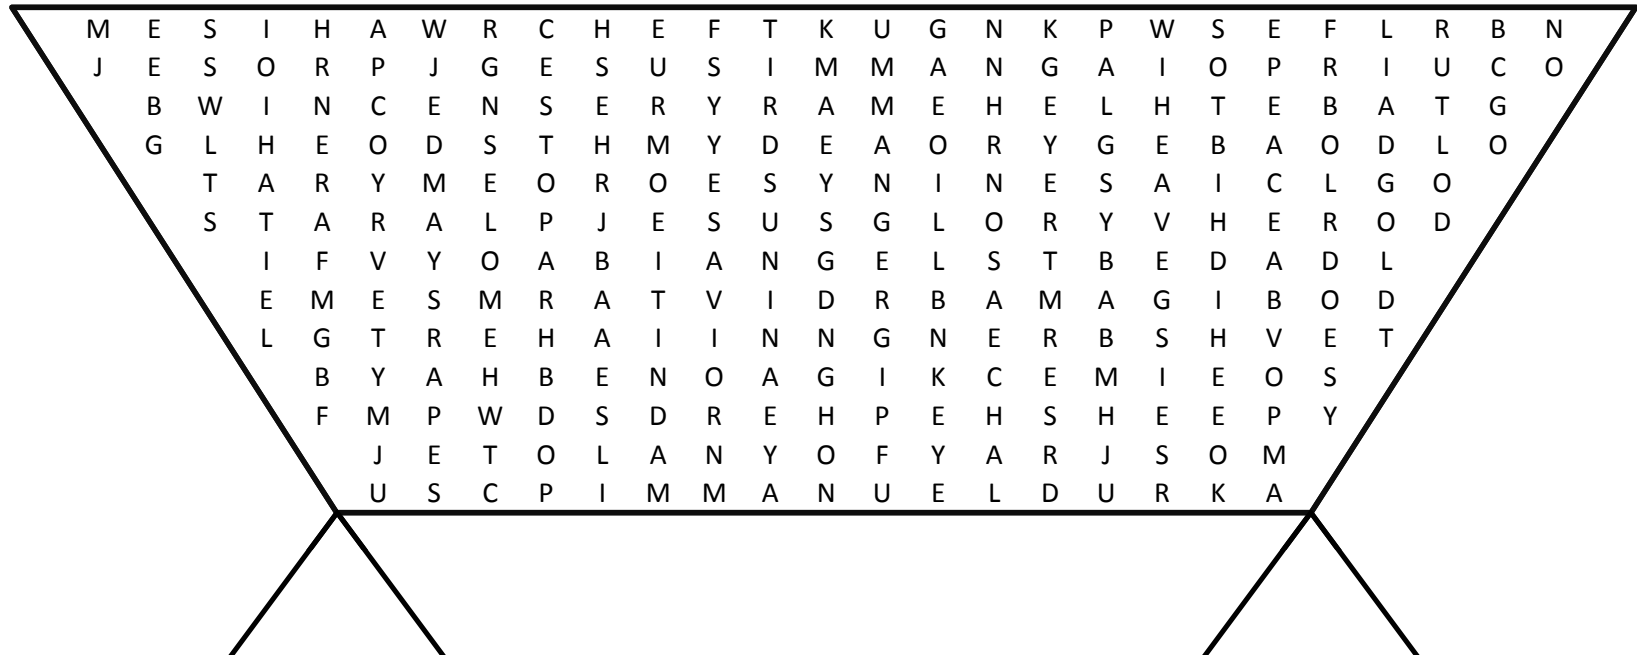 M E S I H A W R C H E F T K U G N K P W S E F L R B N
J E S O R P J G E S U S I M M A N G A I O P R I U C O
B W I N C E N S E R Y R A M E H E L H T E B A T G
G L H E O D S T H M Y D E A O R Y G E B A O D L O
T A R Y M E O R O E S Y N I N E S A I C L G O
S T A R A L P J E S U S G L O R Y V H E R O D
I F V Y O A B I A N G E L S T B E D A D L
E M E S M R A T V I D R B A M A G I B O D
L G T R E H A I I N N G N E R B S H V E T
B Y A H B E N O A G I K C E M I E O S
F M P W D S D R E H P E H S H E E P Y
J E T O L A N Y O F Y A R J S O M
U S C P I M M A N U E L D U R K A